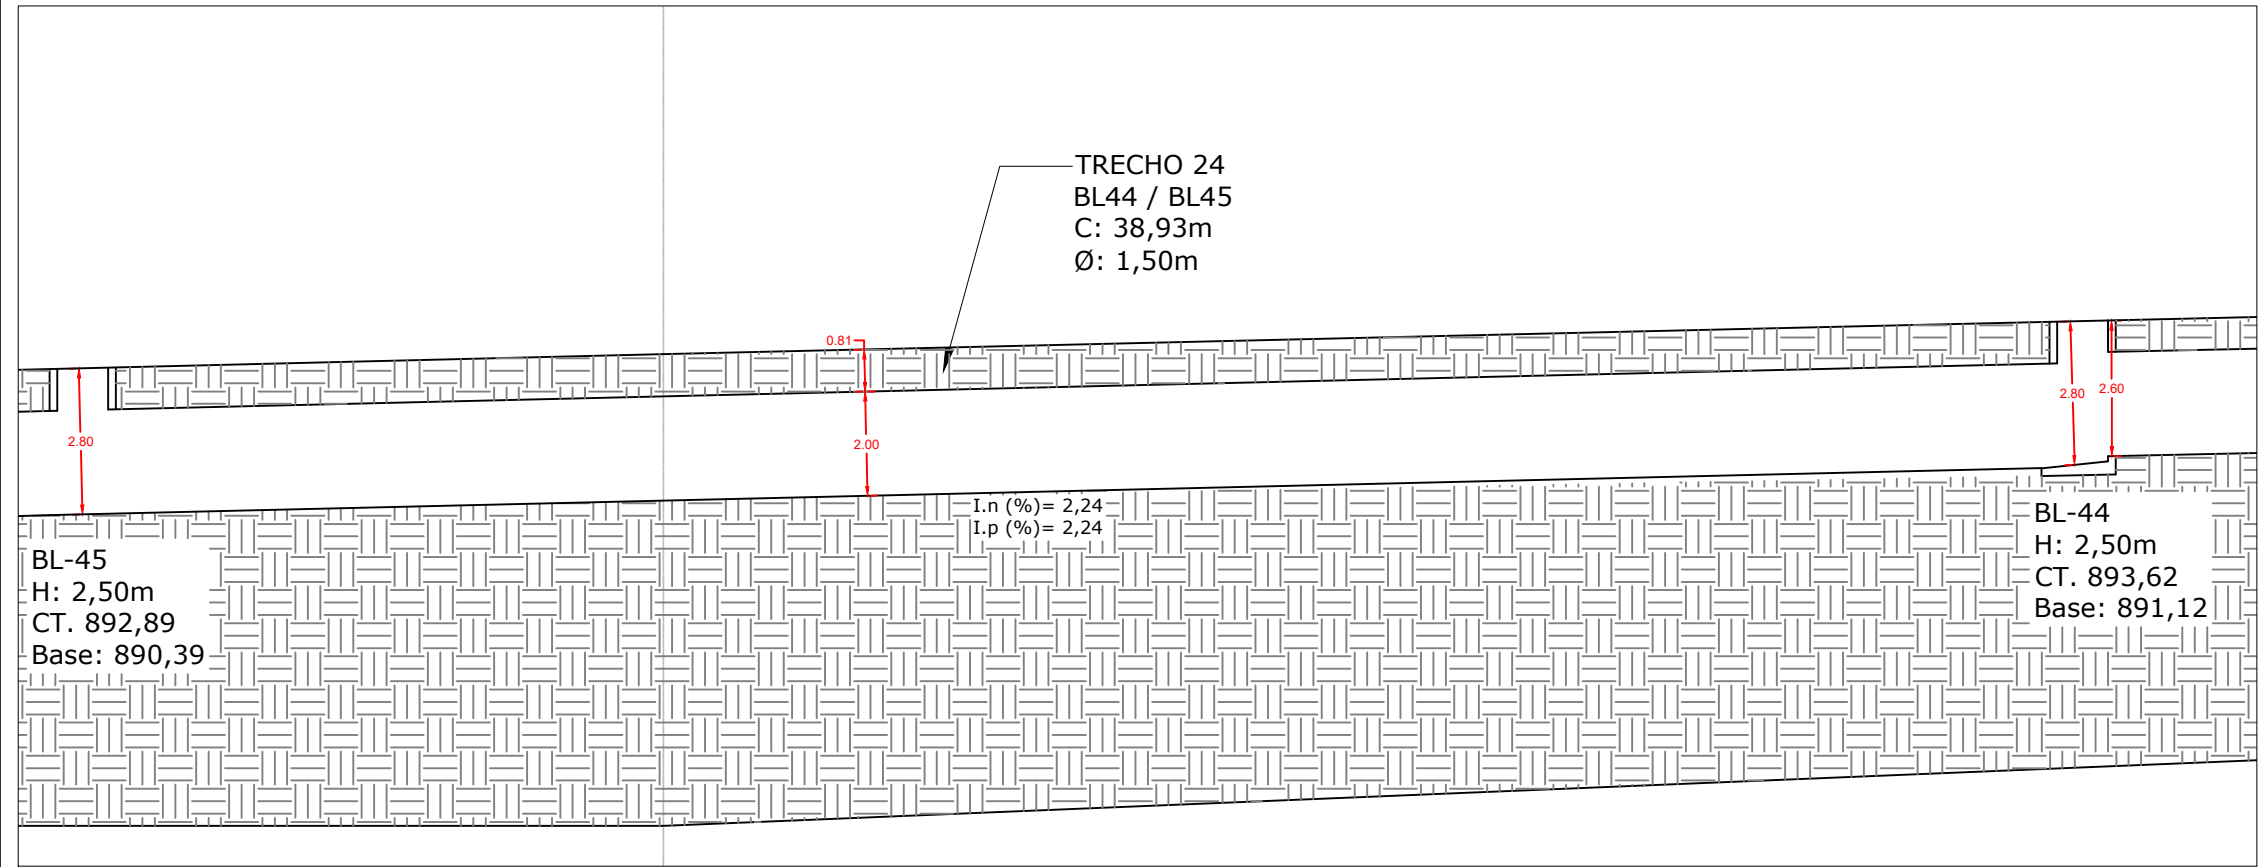 TRECHO 24
BL44 / BL45
C: 38,93m
Ø: 1,50m
0.81
2.80
2.00
2.80
2.60
I.n (%)= 2,24
I.p (%)= 2,24
BL-45
H: 2,50m
CT. 892,89
Base: 890,39
BL-44
H: 2,50m
CT. 893,62
Base: 891,12